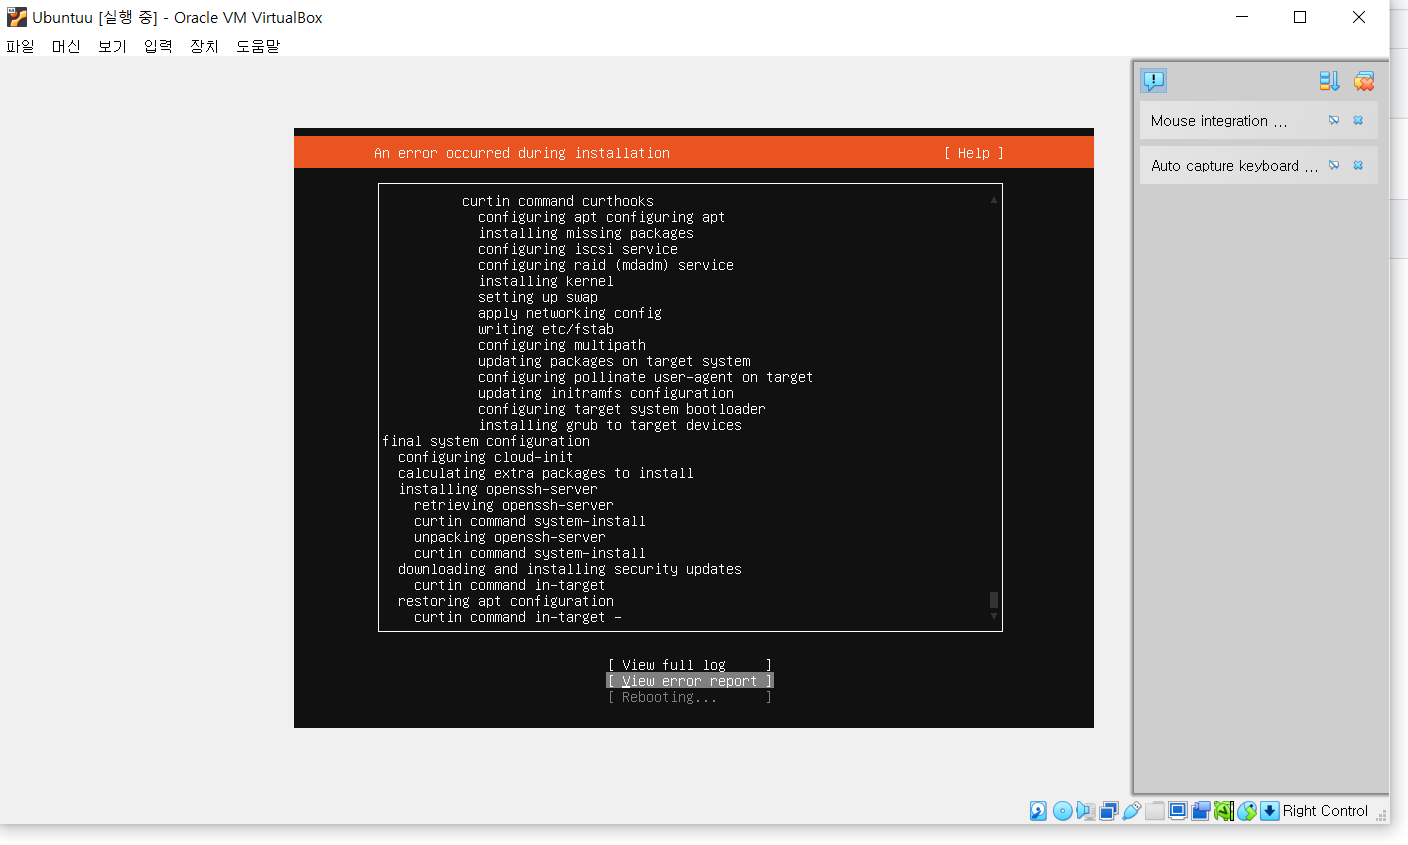 Ubuntuu [실행 중] - Oracle VM VirtualBox
파일 머신 보기 입력 장치 도움말
Mouse integration ...
Auto capture keyboard ...
An error occurred during installation [ Help ]
curtin command curthooks
configuring apt configuring apt
installing missing packages
configuring iscsi service
configuring raid (mdadm) service
installing kernel
setting up swap
apply networking config
writing etc/fstab
configuring multipath
updating packages on target system
configuring pollinate user-agent on target
updating initramfs configuration
configuring target system bootloader
installing grub to target devices
final system configuration
configuring cloud-init
calculating extra packages to install
installing openssh-server
retrieving openssh-server
curtin command system-install
unpacking openssh-server
curtin command system-install
downloading and installing security updates
curtin command in-target
restoring apt configuration
curtin command in-target -
[ View full log ]
[ View error report ]
[ Rebooting... ]
Right Control